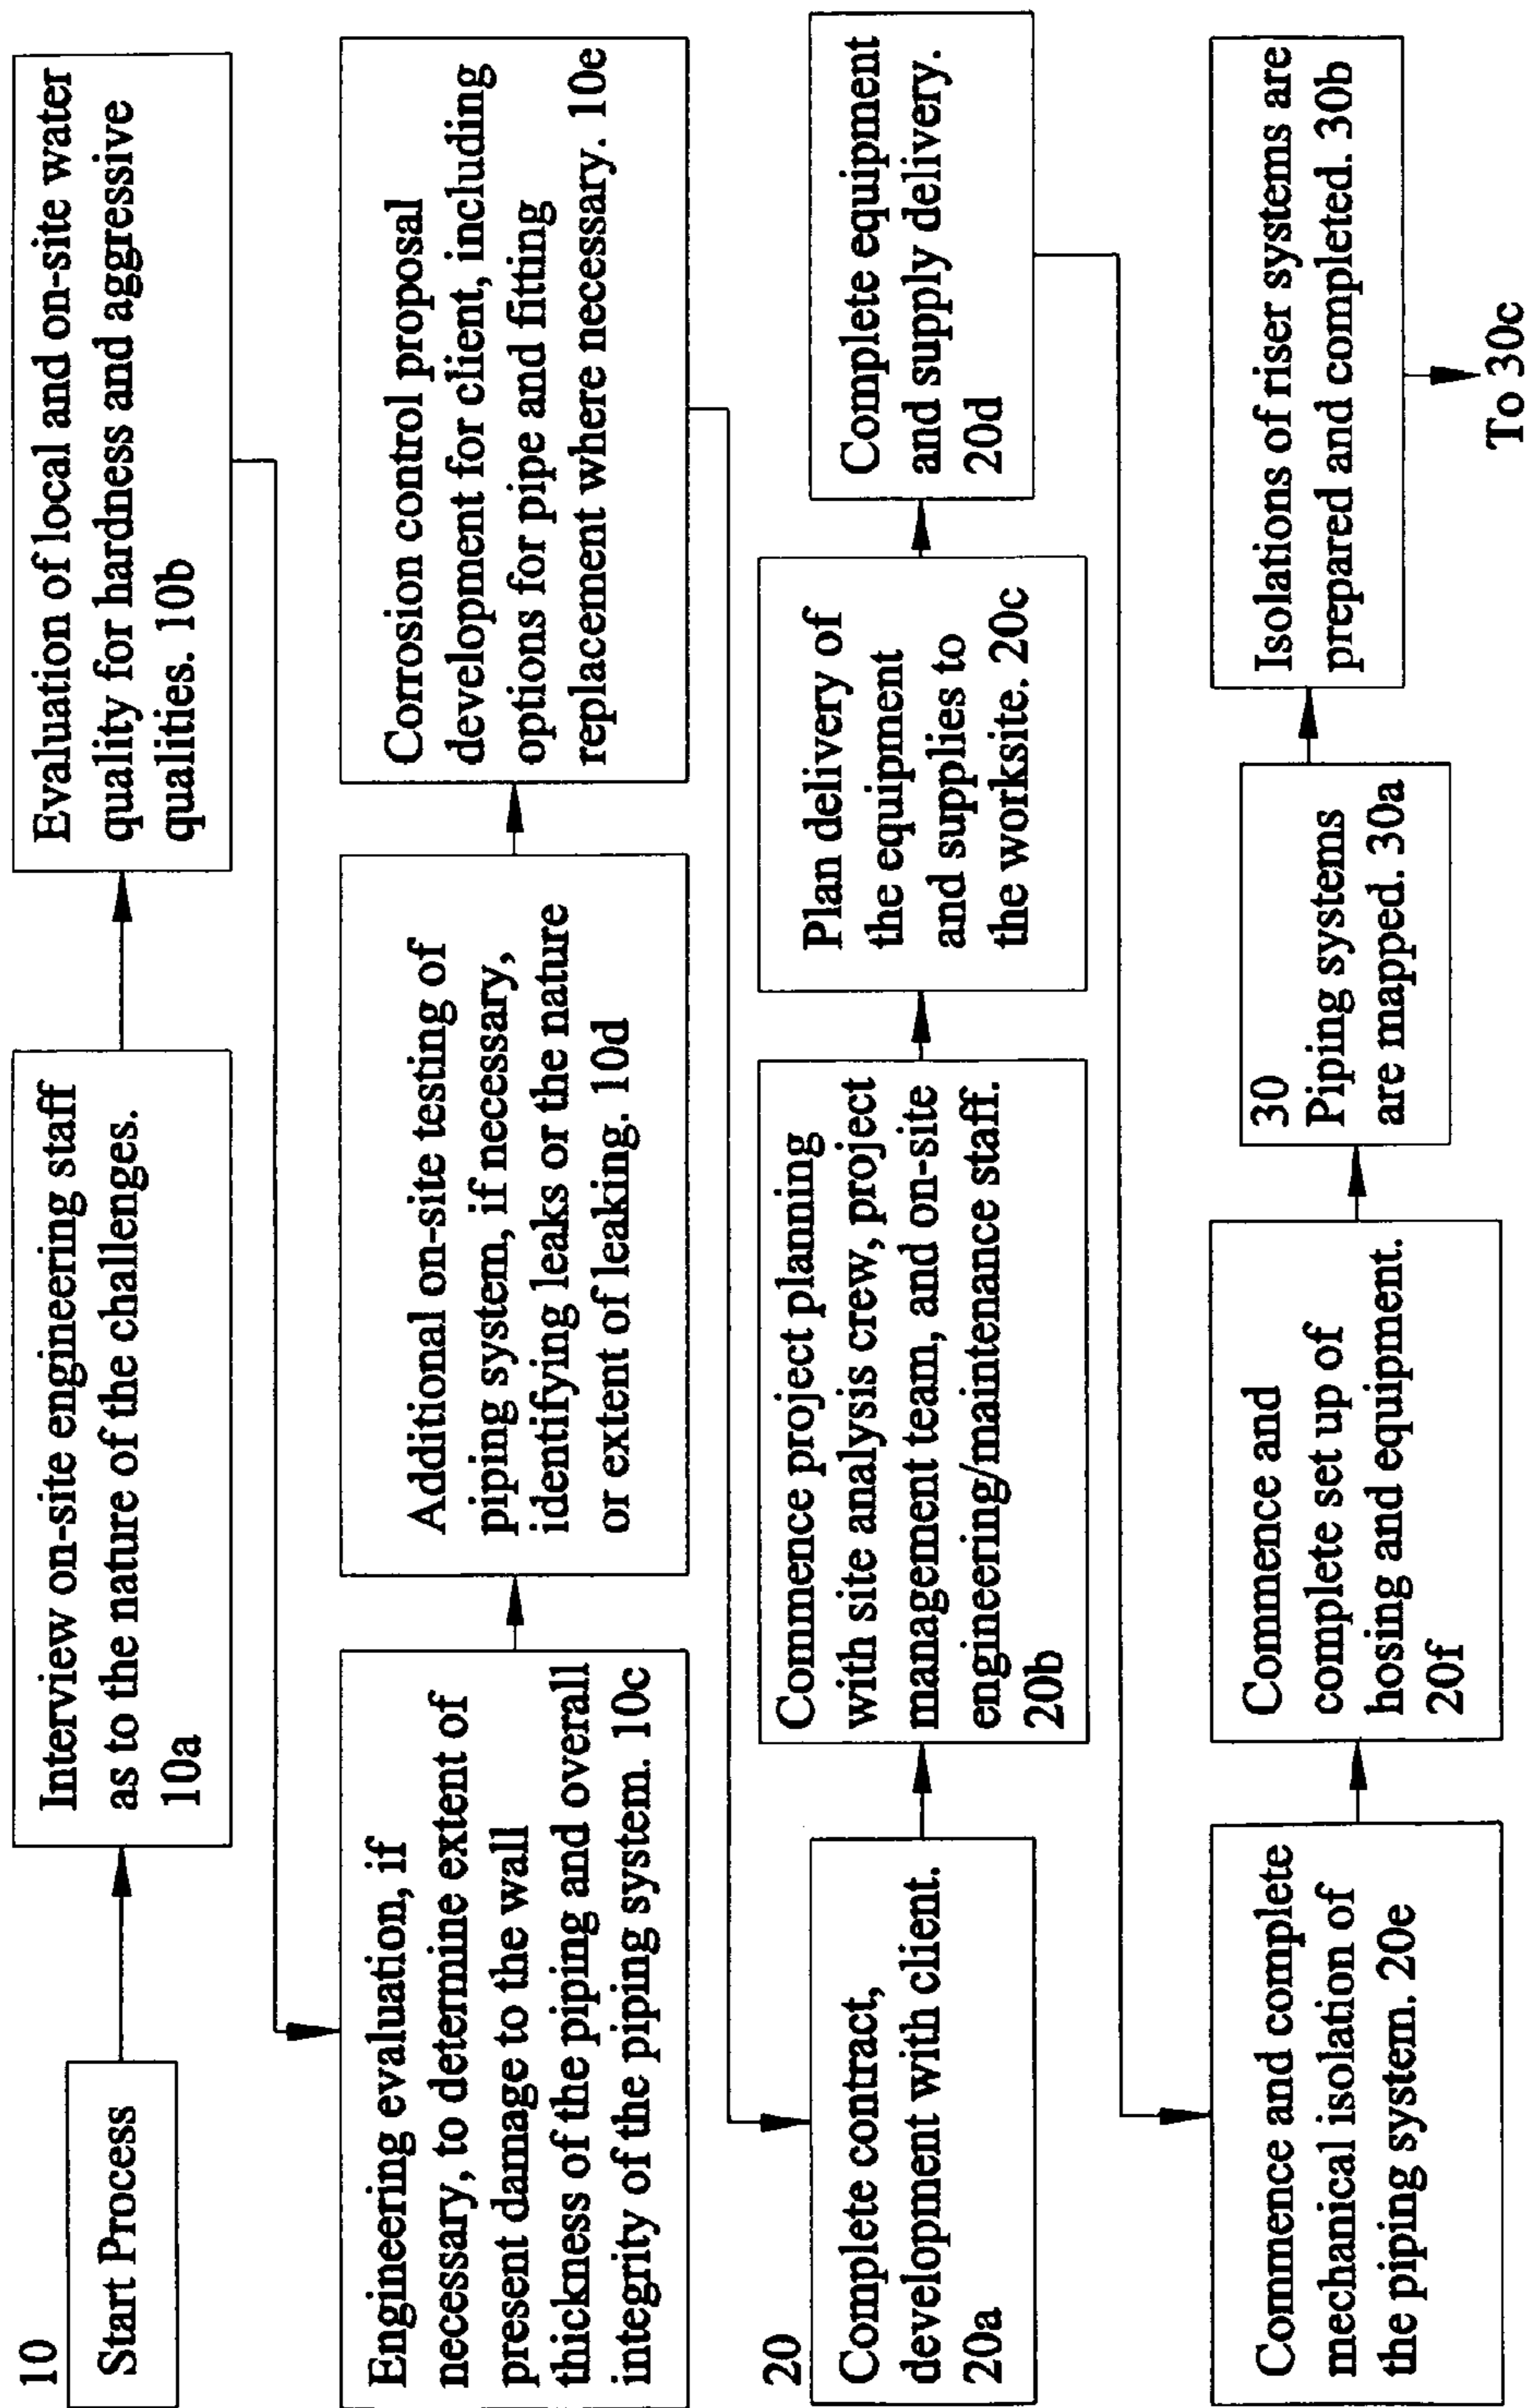 10
Start Process
Interview on-site engineering staff
as to the nature of the challenges.
10a
Evaluation of local and on-site water
quality for hardness and aggressive
qualities. 10b
Engineering evaluation, if
necessary, to determine extent of
present damage to the wall
thickness of the piping and overall
integrity of the piping system. 10c
Additional on-site testing of
piping system, if necessary,
identifying leaks or the nature
or extent of leaking. 10d
Corrosion control proposal
development for client, including
options for pipe and fitting
replacement where necessary. 10e
20
Complete contract,
development with client.
20a
Commence project planning
with site analysis crew, project
management team, and on-site
engineering/maintenance staff.
20b
Plan delivery of
the equipment
and supplies to
the worksite. 20c
Complete equipment
and supply delivery.
20d
Commence and complete
mechanical isolation of
the piping system. 20e
Commence and
complete set up of
hosing and equipment.
20f
30
Piping systems
are mapped. 30a
Isolations of riser systems are
prepared and completed. 30b
To 30c